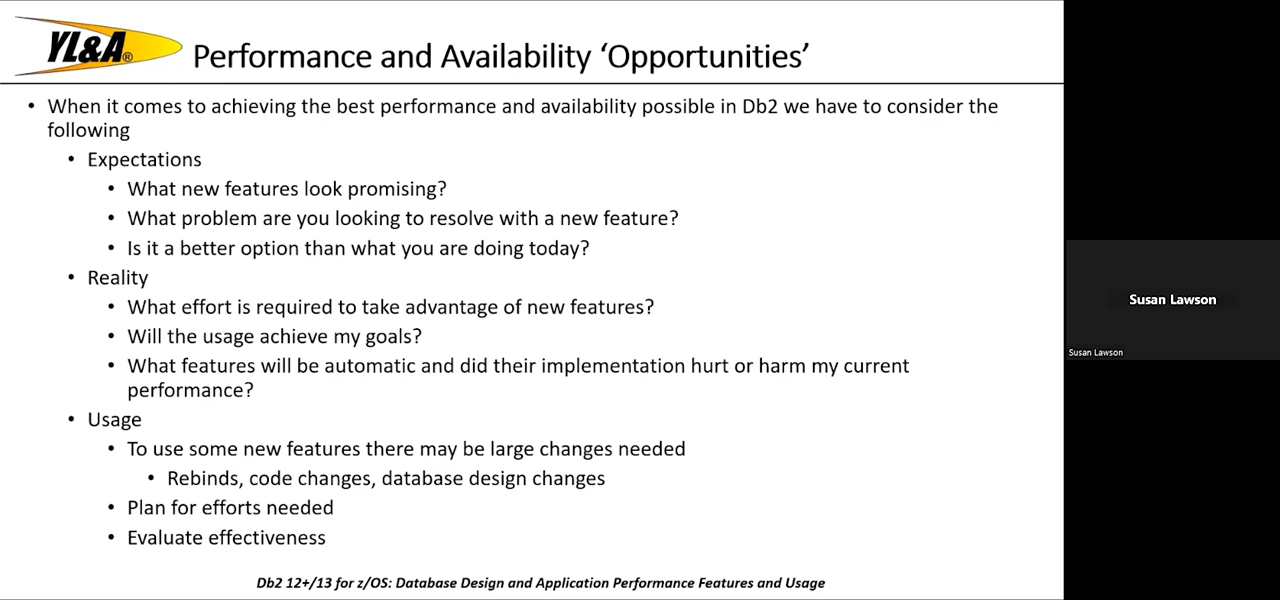 YL&A®
Performance and Availability ‘Opportunities’
• When it comes to achieving the best performance and availability possible in Db2 we have to consider the
following
• Expectations
• What new features look promising?
• What problem are you looking to resolve with a new feature?
• Is it a better option than what you are doing today?
• Reality
• What effort is required to take advantage of new features?
• Will the usage achieve my goals?
• What features will be automatic and did their implementation hurt or harm my current
performance?
• Usage
• To use some new features there may be large changes needed
• Rebinds, code changes, database design changes
• Plan for efforts needed
• Evaluate effectiveness
Db2 12+/13 for z/OS: Database Design and Application Performance Features and Usage
Susan Lawson
Susan Lawson